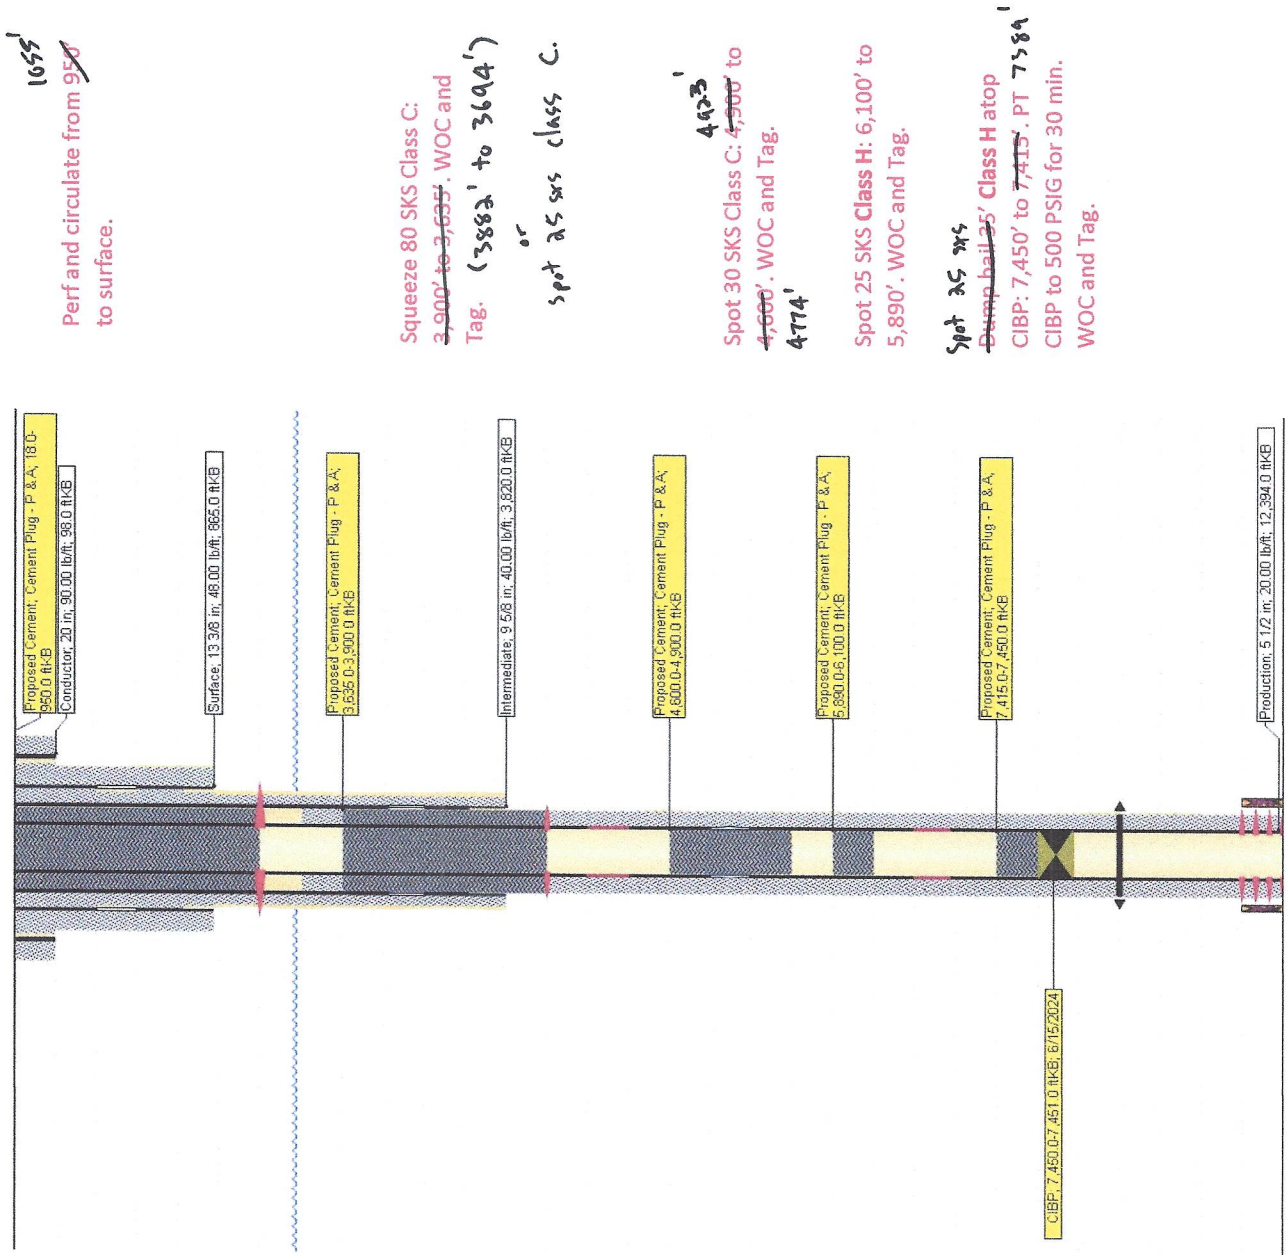 1055'
Perf and circulate from 950'
to surface.
Squeeze 80 SKS Class C:
3,900' to 3,635'. WOC and
Tag. (3882' to 3694')
or
spot 25 sxs class C.
4923'
Spot 30 SKS Class C: 4,900' to
4,600'. WOC and Tag.
4774'
Spot 25 SKS Class H: 6,100' to
5,890'. WOC and Tag.
Spot 25 sxs
Dump bail 35' Class H atop
CIBP: 7,450' to 7,415'. PT 7389'
CIBP to 500 PSIG for 30 min.
WOC and Tag.
Proposed Cement; Cement Plug - P & A; 18.0-
950.0 ftKB
Conductor; 20 in; 90.00 lb/ft; 98.0 ftKB
Surface; 13 3/8 in; 48.00 lb/ft; 865.0 ftKB
Proposed Cement; Cement Plug - P & A;
3,635.0-3,900.0 ftKB
Intermediate; 9 5/8 in; 40.00 lb/ft; 3,820.0 ftKB
Proposed Cement; Cement Plug - P & A;
4,600.0-4,900.0 ftKB
Proposed Cement; Cement Plug - P & A;
5,890.0-6,100.0 ftKB
Proposed Cement; Cement Plug - P & A;
7,415.0-7,450.0 ftKB
CIBP; 7,450.0-7,451.0 ftKB; 6/15/2024
Production; 5 1/2 in; 20.00 lb/ft; 12,394.0 ftKB